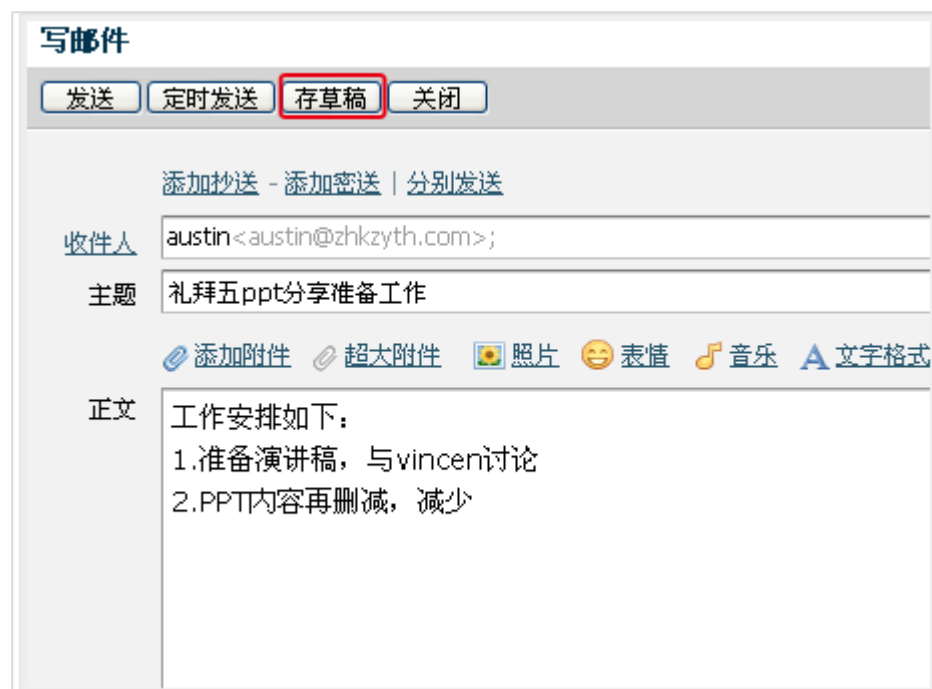 写邮件
发送 定时发送 存草稿 关闭
添加抄送 - 添加密送 | 分别发送
收件人 austin<austin@zhkzyth.com>;
主题 礼拜五ppt分享准备工作
添加附件 超大附件 照片 表情 音乐 A 文字格式
正文 工作安排如下：
1.准备演讲稿，与vincen讨论
2.PPT内容再删减，减少